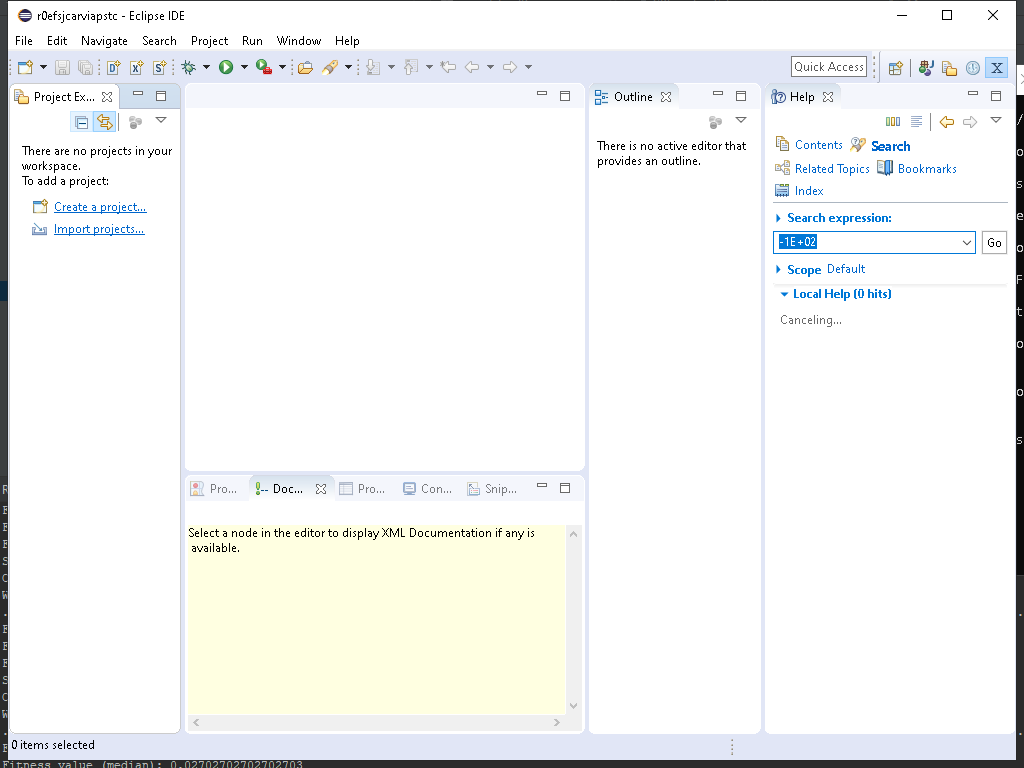 r0efsjcarviapstc - Eclipse IDE
File Edit Navigate Search Project Run Window Help
Quick Access
Project Ex...
There are no projects in your
workspace.
To add a project:
Create a project...
Import projects...
Outline
There is no active editor that
provides an outline.
Help
Contents Search
Related Topics Bookmarks
Index
Search expression:
-1E+02
Go
Scope Default
Local Help (0 hits)
Canceling...
Pro... Doc... Pro... Con... Snip...
Select a node in the editor to display XML Documentation if any is
available.
0 items selected
Fitness value (median): 0.02702702702702703